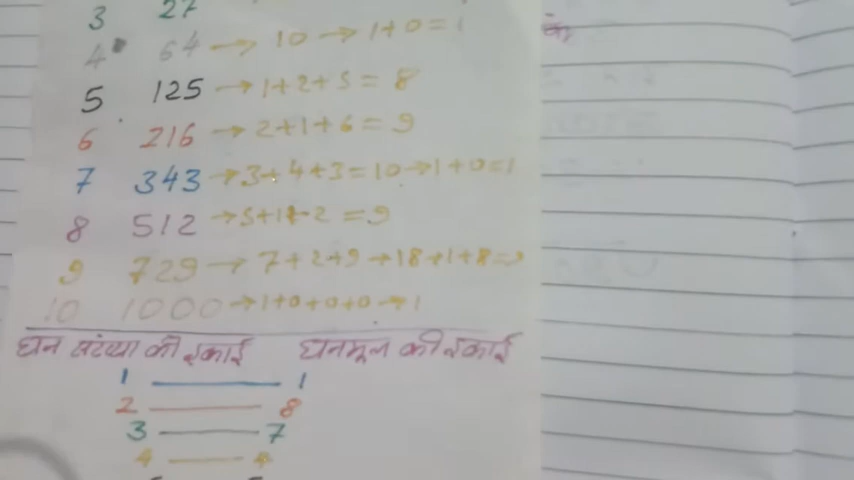 3 27
4 64 → 10 → 1+0=1
5 125 → 1+2+5=8
6 216 → 2+1+6=9
7 343 → 3+4+3=10→1+0=1
8 512 → 5+1+2=9
9 729 → 7+2+9→18→1+8=9
10 1000 → 1+0+0+0→1
घन संख्या की इकाई घनमूल की इकाई
1 — 1
2 — 8
3 — 7
4 — 4